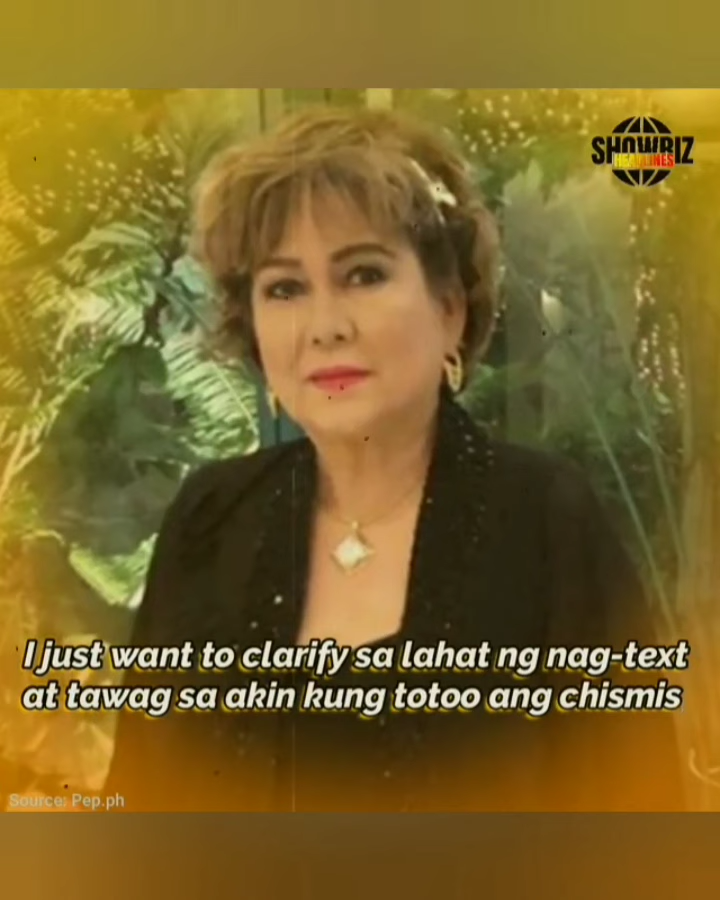 SHOWBIZ
HEADLINES
I just want to clarify sa lahat ng nag-text
at tawag sa akin kung totoo ang chismis
Source: Pep.ph